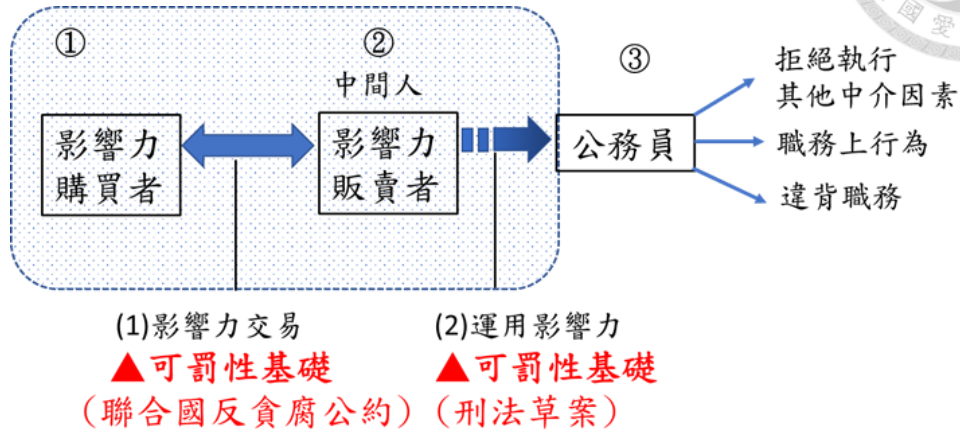 ①
②
③
中間人
影響力
購買者
影響力
販賣者
公務員
拒絕執行
其他中介因素
職務上行為
違背職務
(1)影響力交易
▲可罰性基礎
（聯合國反貪腐公約）
(2)運用影響力
▲可罰性基礎
（刑法草案）
國愛